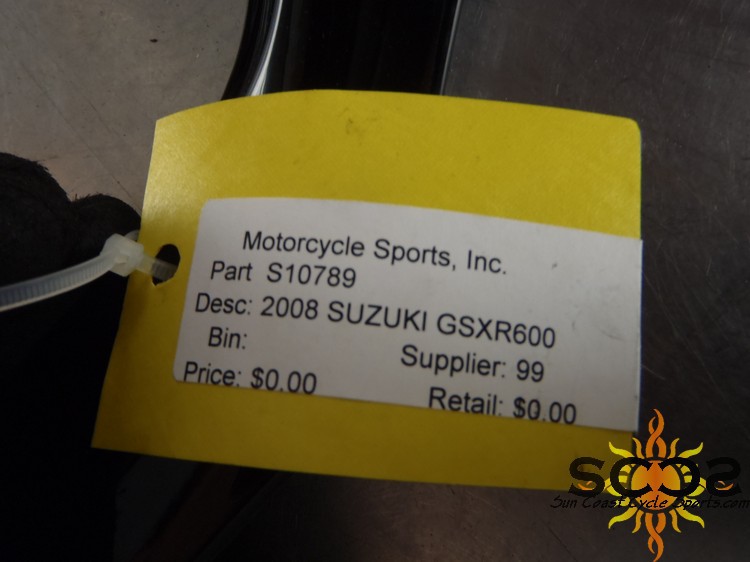 Motorcycle Sports, Inc.
Part S10789
Desc: 2008 SUZUKI GSXR600
Bin:
Supplier: 99
Price: $0.00
Retail: $0.00
SCCS
Sun Coast Cycle Sports.com